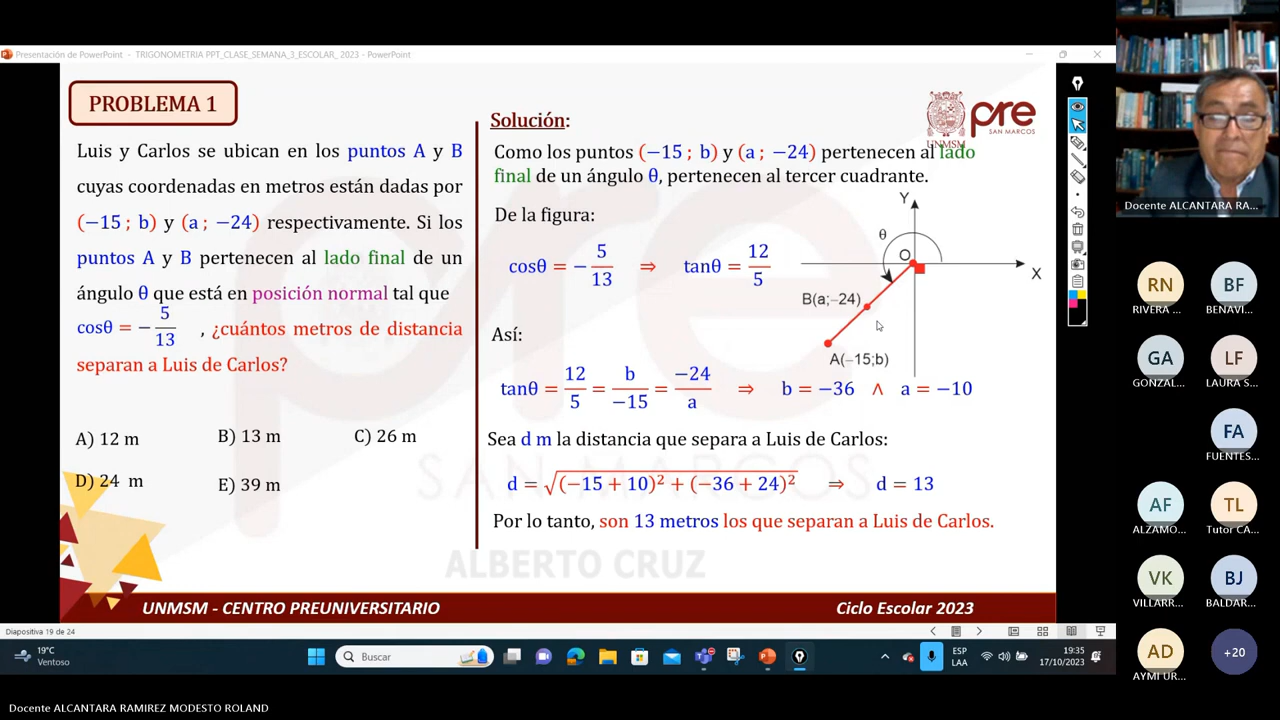 Presentación de PowerPoint - TRIGONOMETRIA PPT_CLASE_SEMANA_3_ESCOLAR_ 2023 - PowerPoint
PROBLEMA 1
Luis y Carlos se ubican en los puntos A y B
cuyas coordenadas en metros están dadas por
(−15 ; b) y (a ; −24) respectivamente. Si los
puntos A y B pertenecen al lado final de un
ángulo θ que está en posición normal tal que
cosθ = − 5/13 , ¿cuántos metros de distancia
separan a Luis de Carlos?
A) 12 m B) 13 m C) 26 m
D) 24 m E) 39 m
Solución:
UNMSM
pre
SAN MARCOS
Como los puntos (−15 ; b) y (a ; −24) pertenecen al lado
final de un ángulo θ, pertenecen al tercer cuadrante.
De la figura:
cosθ = − 5/13 ⇒ tanθ = 12/5
Y
θ
O
X
B(a;−24)
A(−15;b)
Así:
tanθ = 12/5 = b/−15 = −24/a ⇒ b = −36 ∧ a = −10
Sea d m la distancia que separa a Luis de Carlos:
d = √(−15 + 10)² + (−36 + 24)² ⇒ d = 13
Por lo tanto, son 13 metros los que separan a Luis de Carlos.
pre
SAN MARCOS
ALBERTO CRUZ
UNMSM - CENTRO PREUNIVERSITARIO
Ciclo Escolar 2023
Diapositiva 19 de 24
19°C
Ventoso
Buscar
ESP
LAA
19:35
17/10/2023
Docente ALCANTARA RA...
RN
RIVERA ...
BF
BENAVI...
GA
GONZAL...
LF
LAURA S...
FA
FUENTES...
AF
ALZAMO...
TL
Tutor CA...
VK
VILLARR...
BJ
BALDAR...
AD
AYMI UR...
+20
Docente ALCANTARA RAMIREZ MODESTO ROLAND